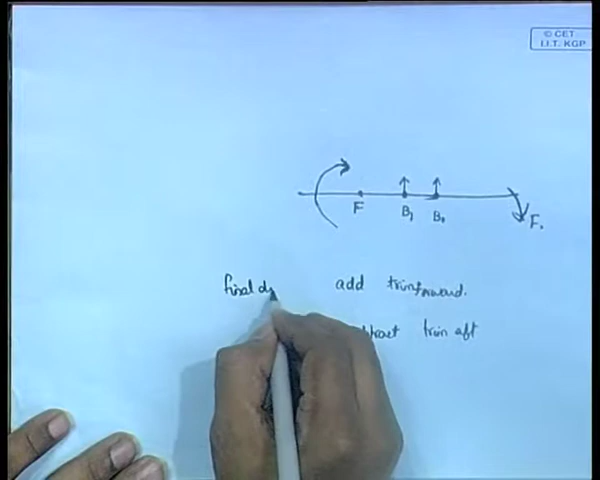 © CET
I.I.T. KGP
F B₁ B₀ F.
final d add trim forward.
trim aft